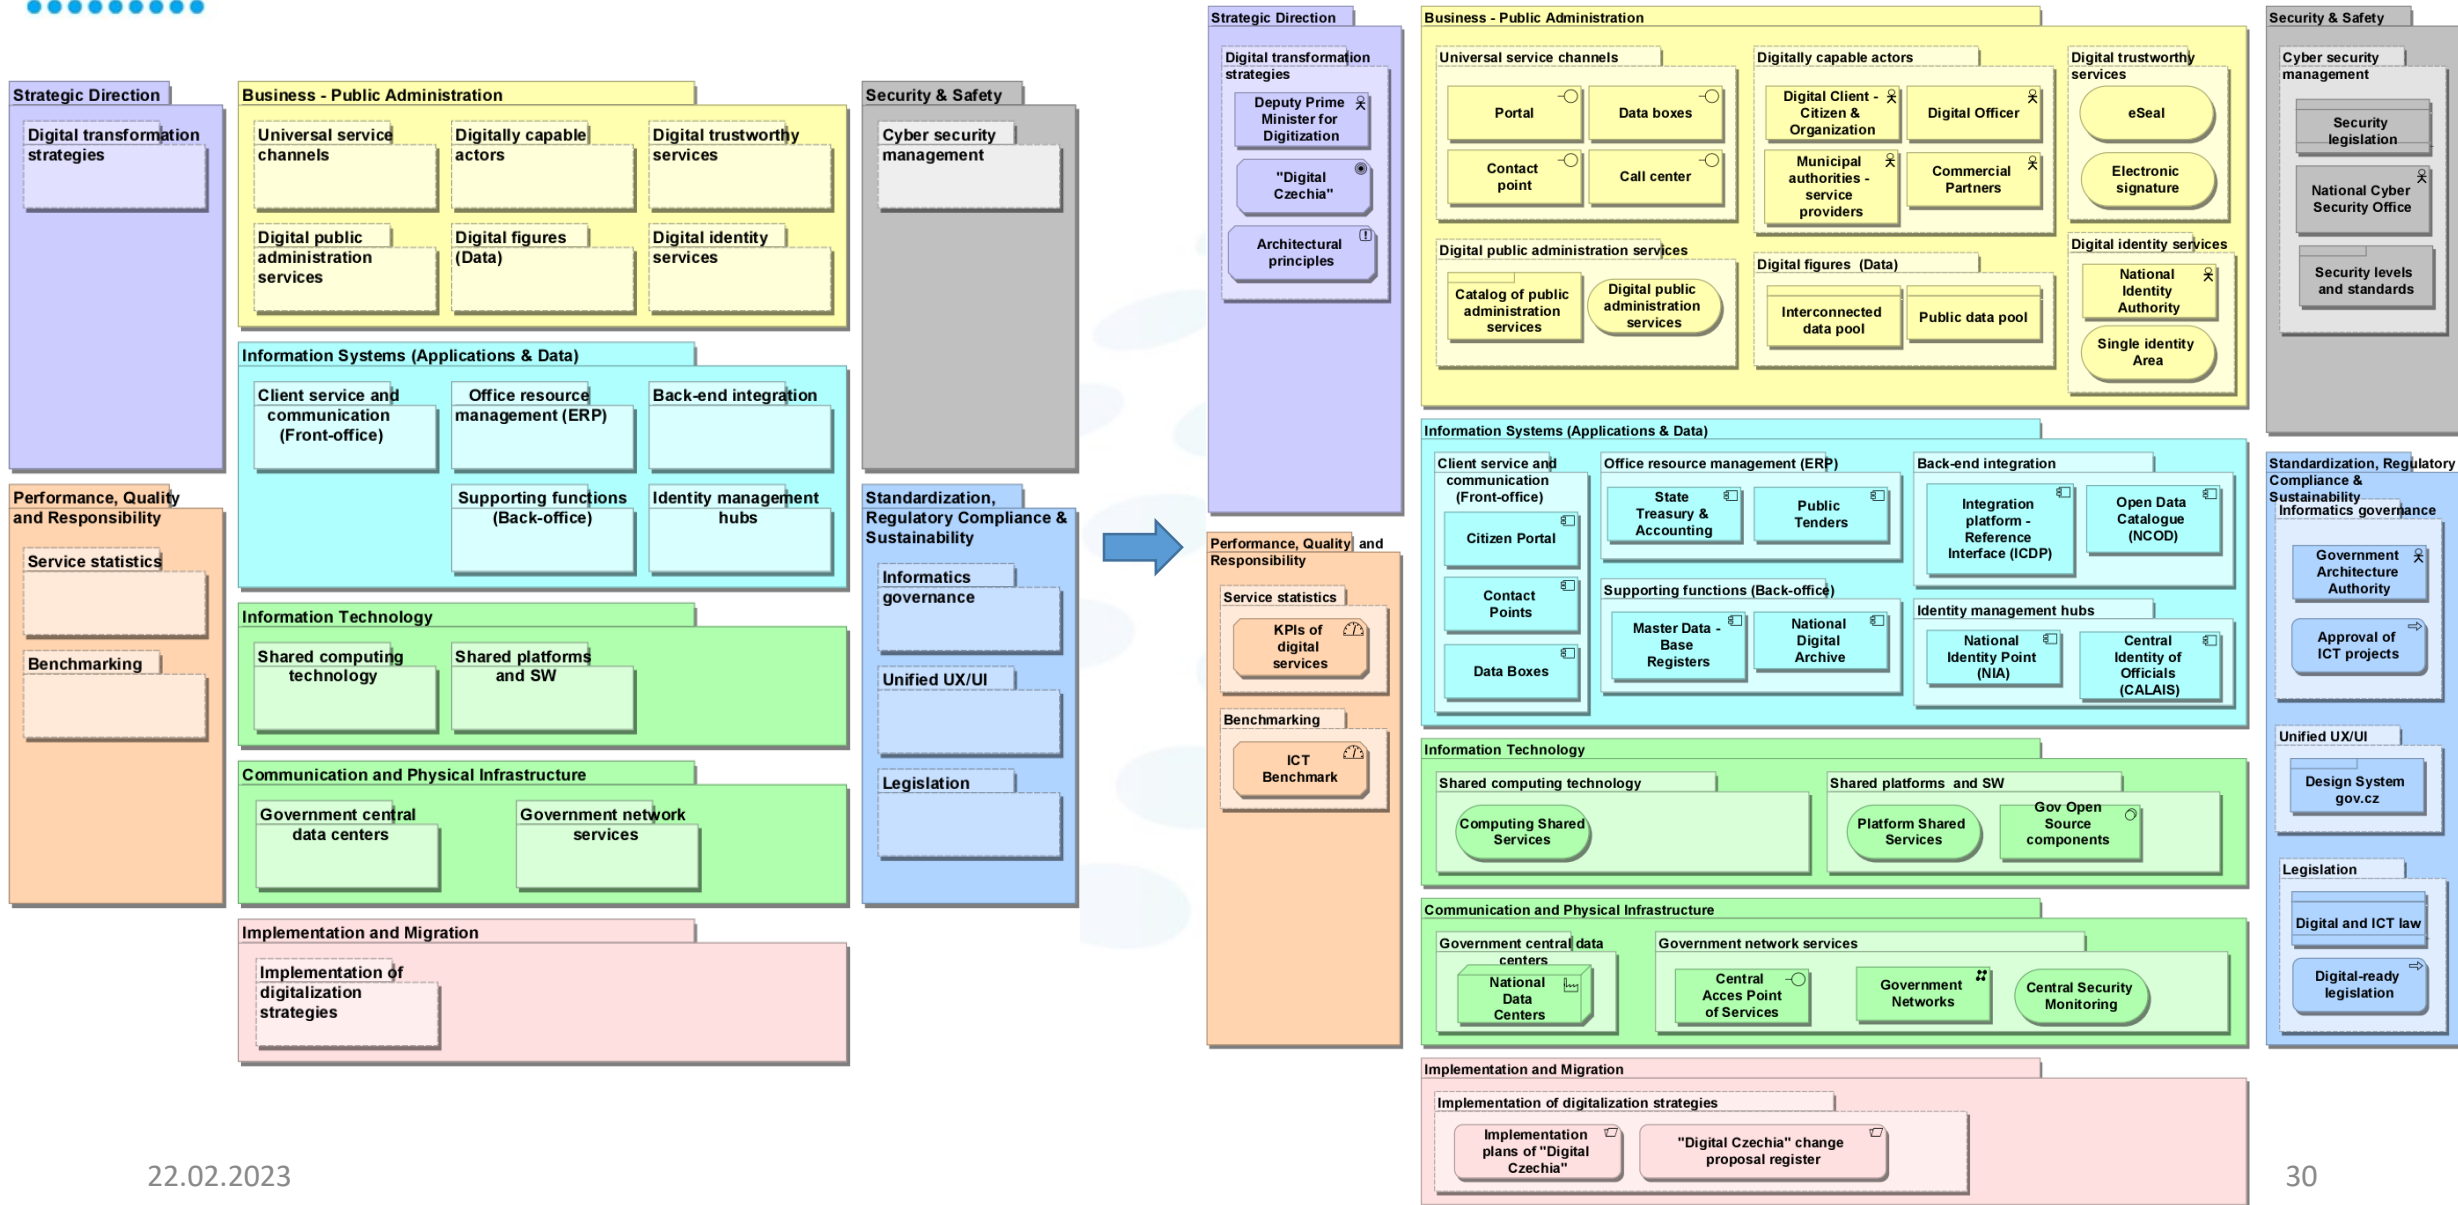 Strategic Direction
Digital transformation
strategies
Performance, Quality
and Responsibility
Service statistics
Benchmarking
Business - Public Administration
Universal service
channels
Digitally capable
actors
Digital trustworthy
services
Digital public
administration
services
Digital figures
(Data)
Digital identity
services
Information Systems (Applications & Data)
Client service and
communication
(Front-office)
Office resource
management (ERP)
Back-end integration
Supporting functions
(Back-office)
Identity management
hubs
Information Technology
Shared computing
technology
Shared platforms
and SW
Communication and Physical Infrastructure
Government central
data centers
Government network
services
Implementation and Migration
Implementation of
digitalization
strategies
Security & Safety
Cyber security
management
Standardization,
Regulatory Compliance &
Sustainability
Informatics
governance
Unified UX/UI
Legislation
Strategic Direction
Digital transformation
strategies
Deputy Prime
Minister for
Digitization
"Digital
Czechia"
Architectural
principles
Performance, Quality and
Responsibility
Service statistics
KPIs of
digital
services
Benchmarking
ICT
Benchmark
Business - Public Administration
Universal service channels
Portal
Data boxes
Contact
point
Call center
Digitally capable actors
Digital Client -
Citizen &
Organization
Digital Officer
Municipal
authorities -
service
providers
Commercial
Partners
Digital trustworthy
services
eSeal
Electronic
signature
Digital public administration services
Catalog of public
administration
services
Digital public
administration
services
Digital figures (Data)
Interconnected
data pool
Public data pool
Digital identity services
National
Identity
Authority
Single identity
Area
Information Systems (Applications & Data)
Client service and
communication
(Front-office)
Citizen Portal
Contact
Points
Data Boxes
Office resource management (ERP)
State
Treasury &
Accounting
Public
Tenders
Supporting functions (Back-office)
Master Data -
Base
Registers
National
Digital
Archive
Back-end integration
Integration
platform -
Reference
Interface (ICDP)
Open Data
Catalogue
(NCOD)
Identity management hubs
National
Identity Point
(NIA)
Central
Identity of
Officials
(CALAIS)
Information Technology
Shared computing technology
Computing Shared
Services
Shared platforms and SW
Platform Shared
Services
Gov Open
Source
components
Communication and Physical Infrastructure
Government central data
centers
National
Data
Centers
Government network services
Central
Acces Point
of Services
Government
Networks
Central Security
Monitoring
Implementation and Migration
Implementation of digitalization strategies
Implementation
plans of "Digital
Czechia"
"Digital Czechia" change
proposal register
Security & Safety
Cyber security
management
Security
legislation
National Cyber
Security Office
Security levels
and standards
Standardization, Regulatory
Compliance &
Sustainability
Informatics governance
Government
Architecture
Authority
Approval of
ICT projects
Unified UX/UI
Design System
gov.cz
Legislation
Digital and ICT law
Digital-ready
legislation
22.02.2023
30